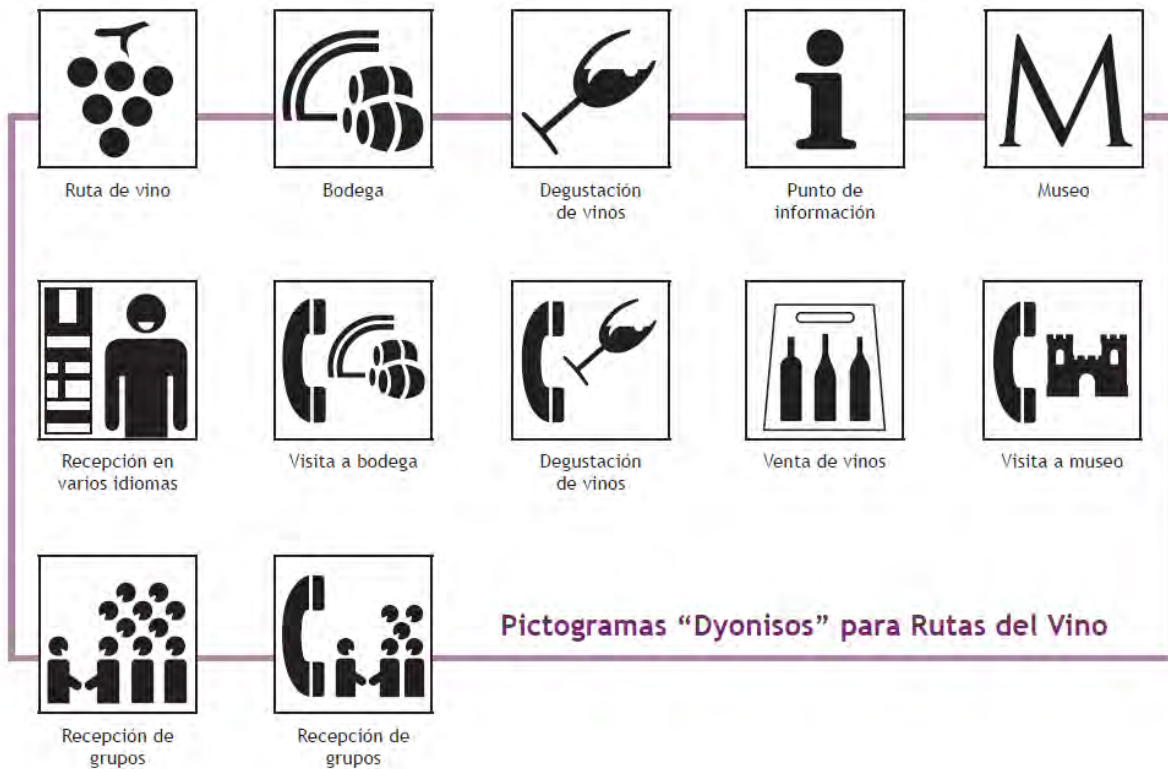 M
Ruta de vino
Bodega
Degustación
de vinos
Punto de
información
Museo
Recepción en
varios idiomas
Visita a bodega
Degustación
de vinos
Venta de vinos
Visita a museo
Pictogramas “Dyonisos” para Rutas del Vino
Recepción de
grupos
Recepción de
grupos